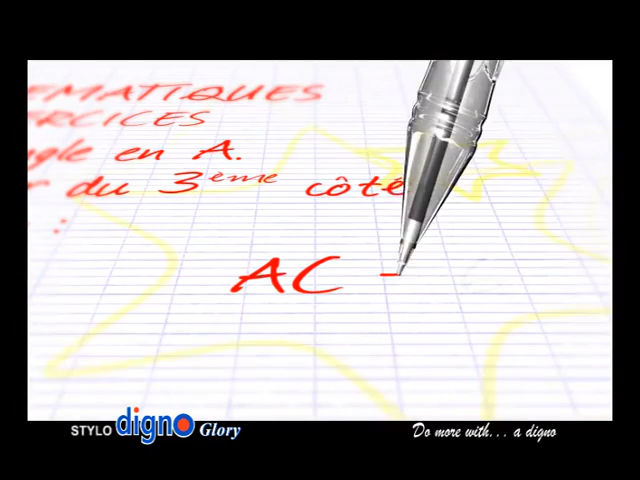 EMATIQUES
ERCICES
ngle en A.
r du 3ème côté
:
AC -
STYLO digno Glory
Do more with... a digno